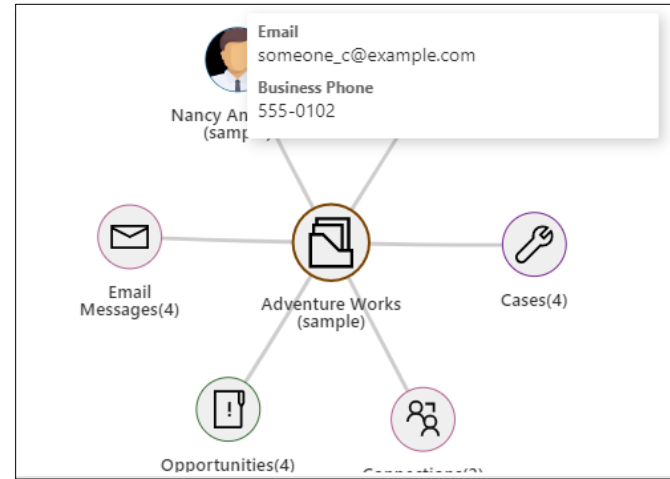 Email
someone_c@example.com
Business Phone
555-0102
Nancy An
(samp
Email
Messages(4)
Adventure Works
(sample)
Cases(4)
Opportunities(4)